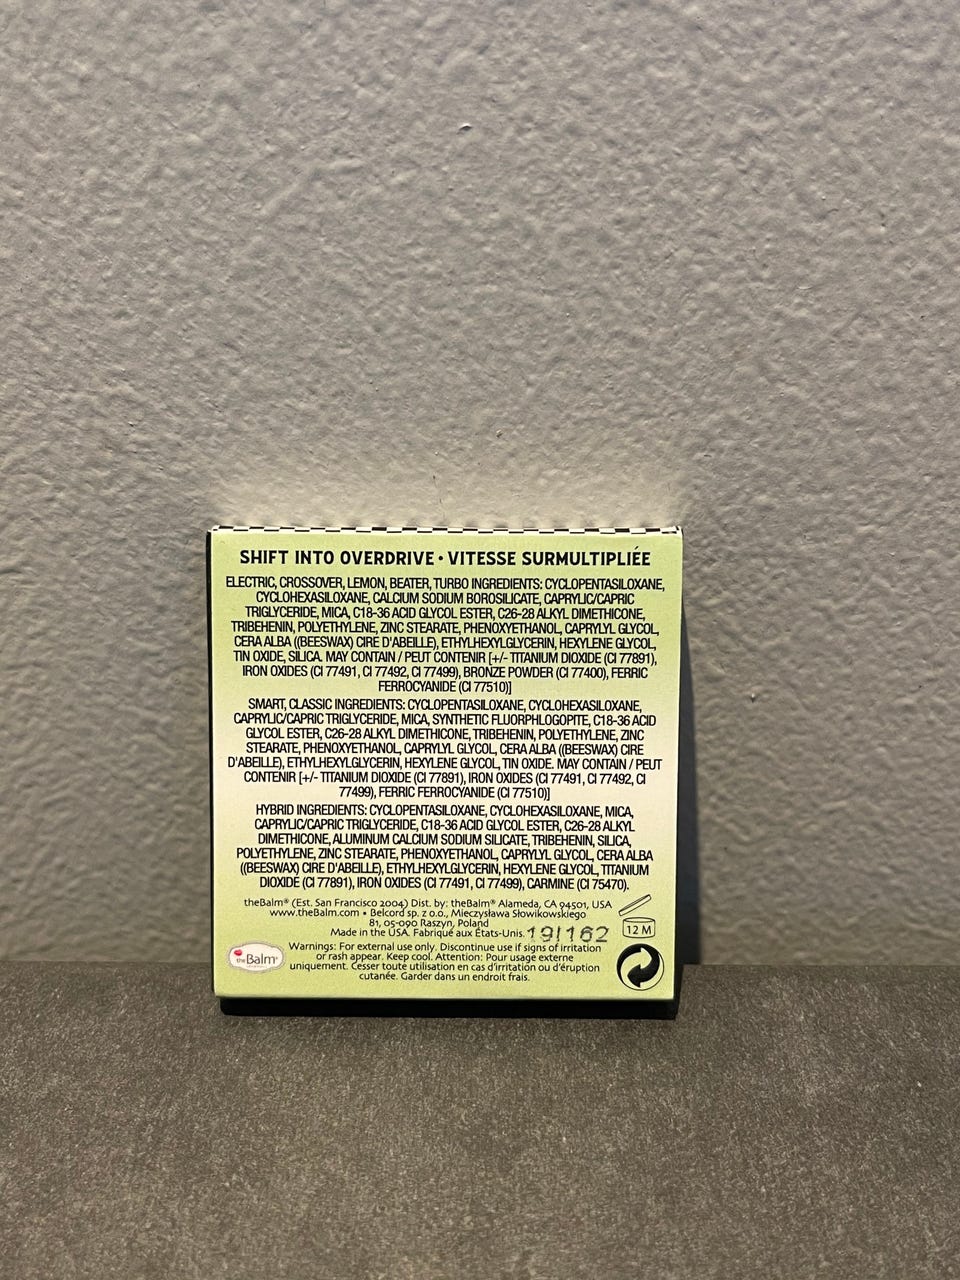 SHIFT INTO OVERDRIVE • VITESSE SURMULTIPLIÉE
ELECTRIC, CROSSOVER, LEMON, BEATER, TURBO INGREDIENTS: CYCLOPENTASILOXANE,
CYCLOHEXASILOXANE, CALCIUM SODIUM BOROSILICATE, CAPRYLIC/CAPRIC
TRIGLYCERIDE, MICA, C18-36 ACID GLYCOL ESTER, C26-28 ALKYL DIMETHICONE,
TRIBEHENIN, POLYETHYLENE, ZINC STEARATE, PHENOXYETHANOL, CAPRYLYL GLYCOL,
CERA ALBA ((BEESWAX) CIRE D'ABEILLE), ETHYLHEXYLGLYCERIN, HEXYLENE GLYCOL,
TIN OXIDE, SILICA. MAY CONTAIN / PEUT CONTENIR [+/- TITANIUM DIOXIDE (CI 77891),
IRON OXIDES (CI 77491, CI 77492, CI 77499), BRONZE POWDER (CI 77400), FERRIC
FERROCYANIDE (CI 77510)]
SMART, CLASSIC INGREDIENTS: CYCLOPENTASILOXANE, CYCLOHEXASILOXANE,
CAPRYLIC/CAPRIC TRIGLYCERIDE, MICA, SYNTHETIC FLUORPHLOGOPITE, C18-36 ACID
GLYCOL ESTER, C26-28 ALKYL DIMETHICONE, TRIBEHENIN, POLYETHYLENE, ZINC
STEARATE, PHENOXYETHANOL, CAPRYLYL GLYCOL, CERA ALBA ((BEESWAX) CIRE
D'ABEILLE), ETHYLHEXYLGLYCERIN, HEXYLENE GLYCOL, TIN OXIDE. MAY CONTAIN / PEUT
CONTENIR [+/- TITANIUM DIOXIDE (CI 77891), IRON OXIDES (CI 77491, CI 77492, CI
77499), FERRIC FERROCYANIDE (CI 77510)]
HYBRID INGREDIENTS: CYCLOPENTASILOXANE, CYCLOHEXASILOXANE, MICA,
CAPRYLIC/CAPRIC TRIGLYCERIDE, C18-36 ACID GLYCOL ESTER, C26-28 ALKYL
DIMETHICONE, ALUMINUM CALCIUM SODIUM SILICATE, TRIBEHENIN, SILICA,
POLYETHYLENE, ZINC STEARATE, PHENOXYETHANOL, CAPRYLYL GLYCOL, CERA ALBA
((BEESWAX) CIRE D'ABEILLE), ETHYLHEXYLGLYCERIN, HEXYLENE GLYCOL, TITANIUM
DIOXIDE (CI 77891), IRON OXIDES (CI 77491, CI 77499), CARMINE (CI 75470).
theBalm® (Est. San Francisco 2004) Dist. by: theBalm® Alameda, CA 94501, USA
www.theBalm.com • Belcord sp. z o.o., Mieczysława Słowikowskiego
81, 05-090 Raszyn, Poland
Made in the USA. Fabriqué aux États-Unis. 191162
12 M
theBalm®
Warnings: For external use only. Discontinue use if signs of irritation
or rash appear. Keep cool. Attention: Pour usage externe
uniquement. Cesser toute utilisation en cas d'irritation ou d'éruption
cutanée. Garder dans un endroit frais.